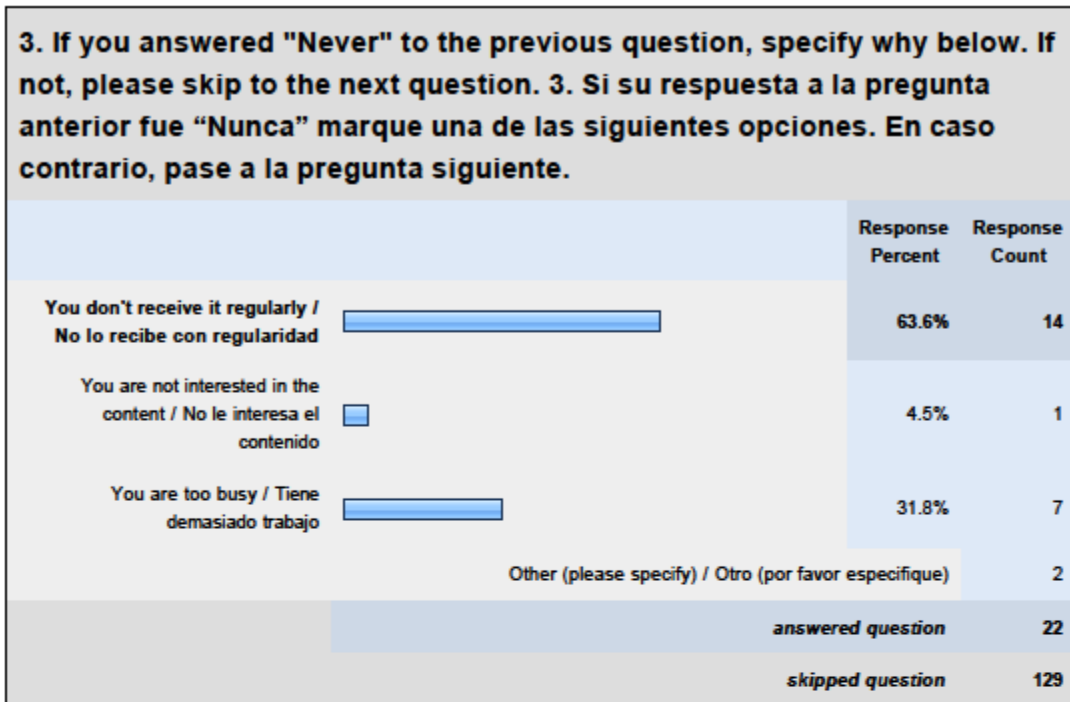 3. If you answered "Never" to the previous question, specify why below. If
not, please skip to the next question. 3. Si su respuesta a la pregunta
anterior fue “Nunca” marque una de las siguientes opciones. En caso
contrario, pase a la pregunta siguiente.
Response Percent
Response Count
You don't receive it regularly /
No lo recibe con regularidad
63.6%
14
You are not interested in the
content / No le interesa el
contenido
4.5%
1
You are too busy / Tiene
demasiado trabajo
31.8%
7
Other (please specify) / Otro (por favor especifique)
2
answered question
22
skipped question
129